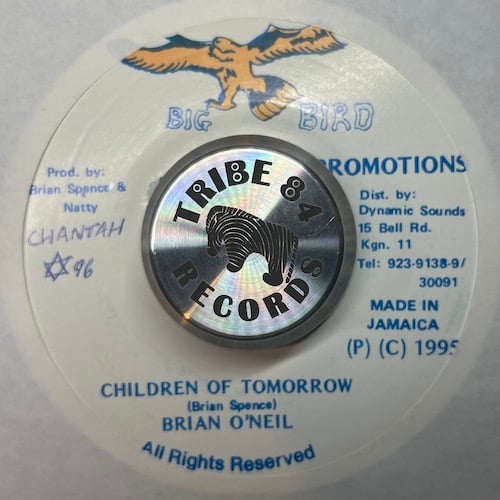 BIG BIRD
PROMOTIONS
Prod. by:
Brian Spence &
Natty
CHANTAH
96
TRIBE 84
RECORDS
Dist. by:
Dynamic Sounds
15 Bell Rd.
Kgn. 11
Tel: 923-9138-9/
30091
MADE IN
JAMAICA
(P) (C) 1995
CHILDREN OF TOMORROW
(Brian Spence)
BRIAN O'NEIL
All Rights Reserved